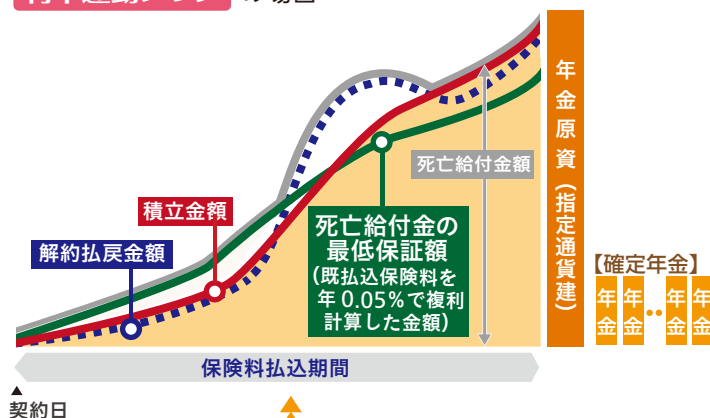 死亡給付金額
積立金額
解約払戻金額
死亡給付金の
最低保証額
(既払込保険料を
年0.05%で複利
計算した金額)
年金原資(指定通貨建)
【確定年金】
年金 年金 ・・ 年金 年金
保険料払込期間
契約日